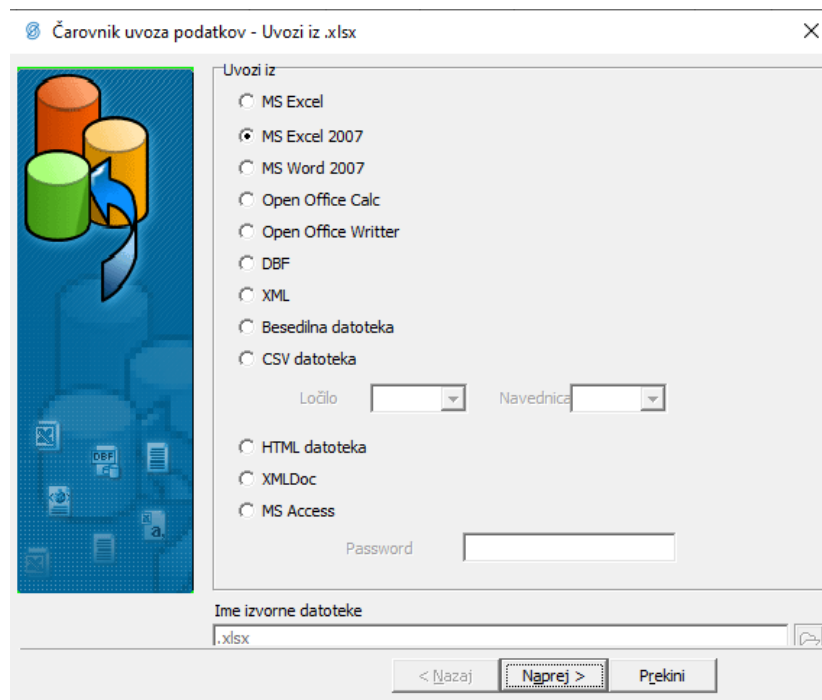 Čarovnik uvoza podatkov - Uvozi iz .xlsx
Uvozi iz
MS Excel
MS Excel 2007
MS Word 2007
Open Office Calc
Open Office Writter
DBF
XML
Besedilna datoteka
CSV datoteka
Ločilo Navednica
HTML datoteka
XMLDoc
MS Access
Password
DBF
a.
Ime izvorne datoteke
.xlsx
< Nazaj Naprej > Prekini